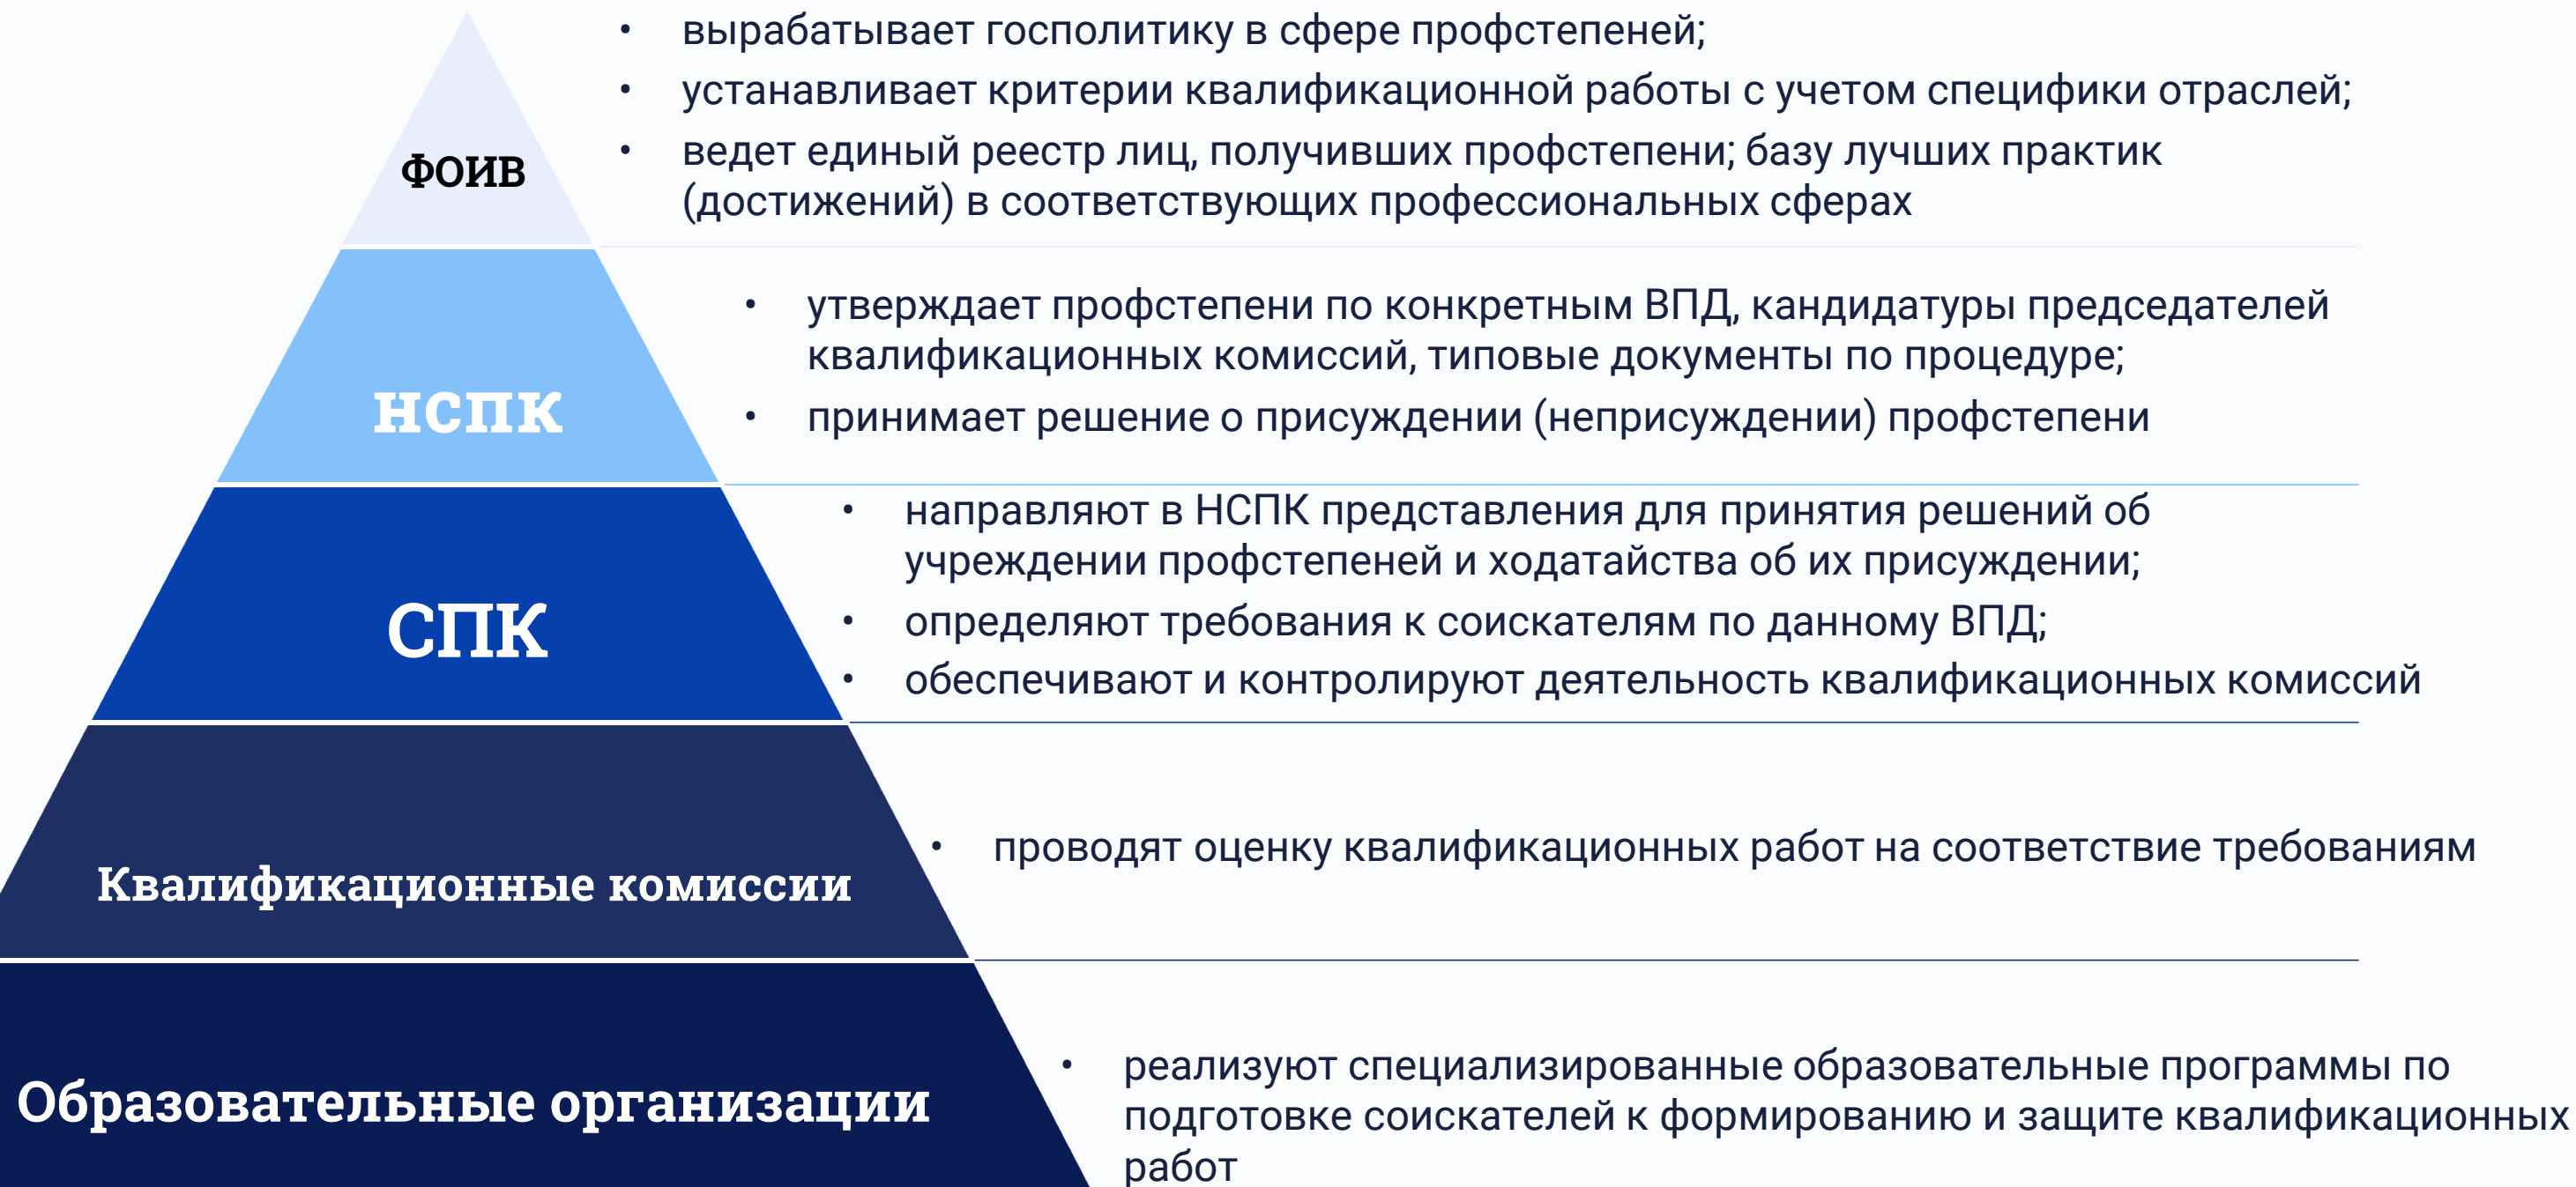 ФОИВ
• вырабатывает госполитику в сфере профстепеней;
• устанавливает критерии квалификационной работы с учетом специфики отраслей;
• ведет единый реестр лиц, получивших профстепени; базу лучших практик
(достижений) в соответствующих профессиональных сферах
нспк
• утверждает профстепени по конкретным ВПД, кандидатуры председателей
квалификационных комиссий, типовые документы по процедуре;
• принимает решение о присуждении (неприсуждении) профстепени
СПК
• направляют в НСПК представления для принятия решений об
учреждении профстепеней и ходатайства об их присуждении;
• определяют требования к соискателям по данному ВПД;
• обеспечивают и контролируют деятельность квалификационных комиссий
Квалификационные комиссии
• проводят оценку квалификационных работ на соответствие требованиям
Образовательные организации
• реализуют специализированные образовательные программы по
подготовке соискателей к формированию и защите квалификационных
работ